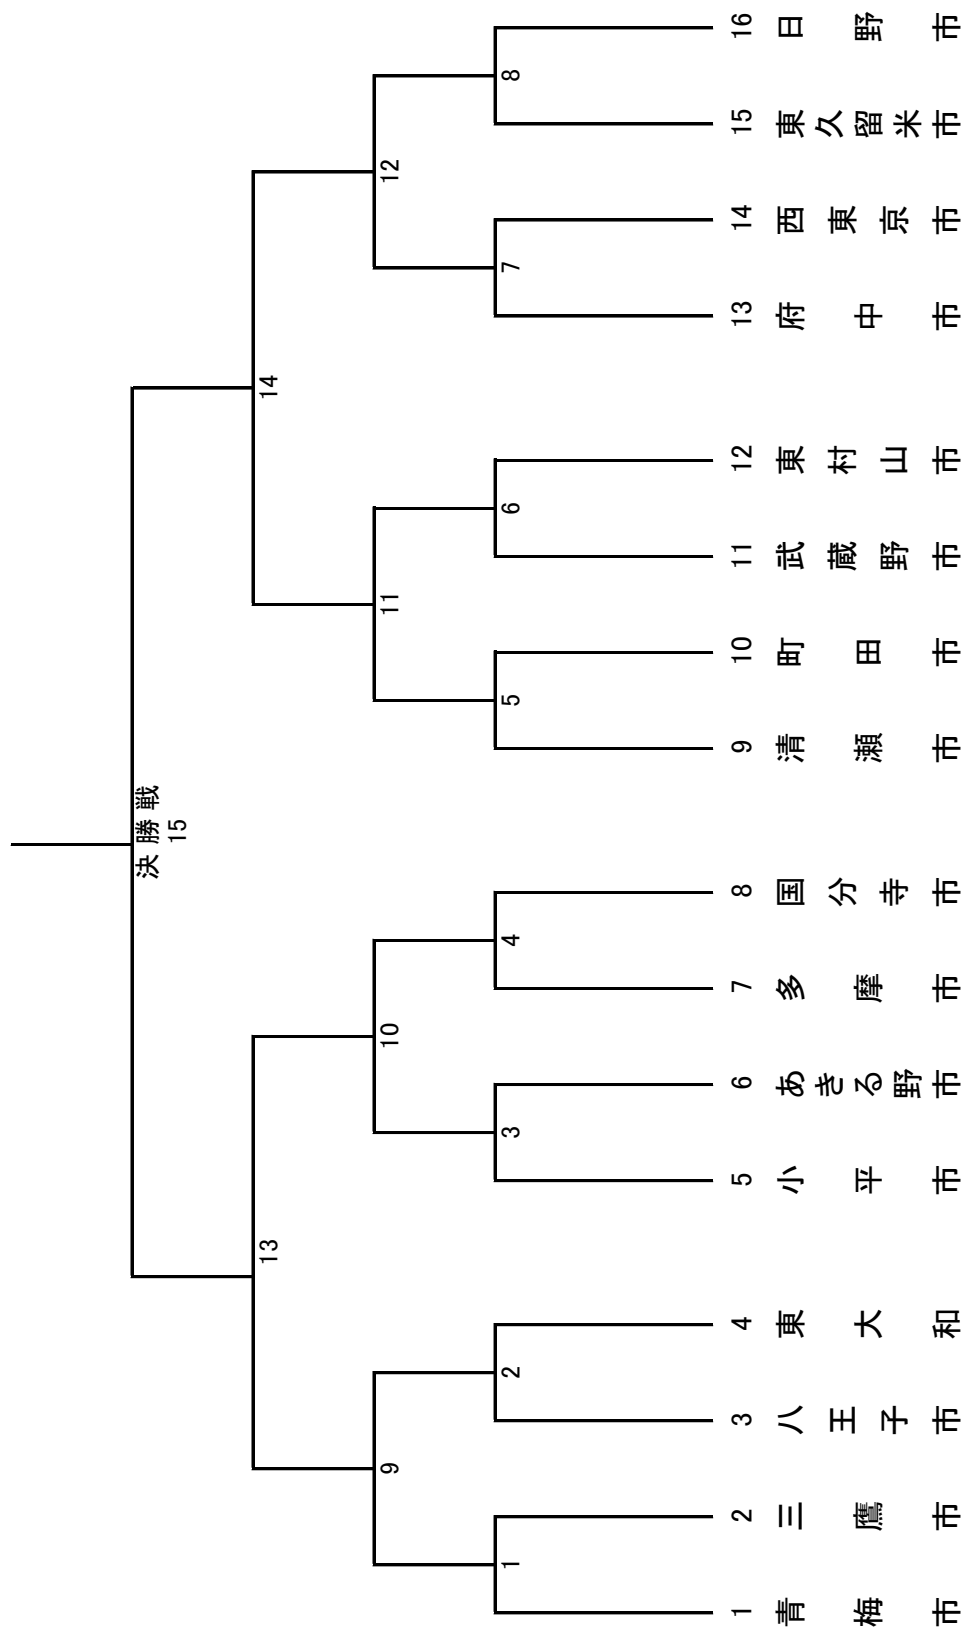 決勝戦
15
13
14
9
10
11
12
1
2
3
4
5
6
7
8
1 青梅市
2 三鷹市
3 八王子市
4 東大和
5 小平市
6 あきる野市
7 多摩市
8 国分寺市
9 清瀬市
10 町田市
11 武蔵野市
12 東村山市
13 府中市
14 西東京市
15 東久留米市
16 日野市